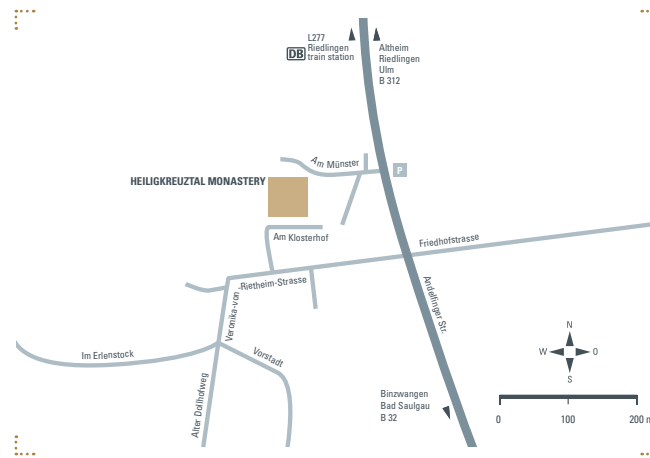 L277
Riedlingen
train station
DB
Altheim
Riedlingen
Ulm
B 312
Am Münster
P
HEILIGKREUZTAL MONASTERY
Am Klosterhof
Friedhofstrasse
Veronika-von
-Rietheim-Strasse
Andelfinger Str.
Im Erlenstock
Vorstadt
Alter Dollhofweg
N
W
O
S
Binzwangen
Bad Saulgau
B 32
0 100 200 m